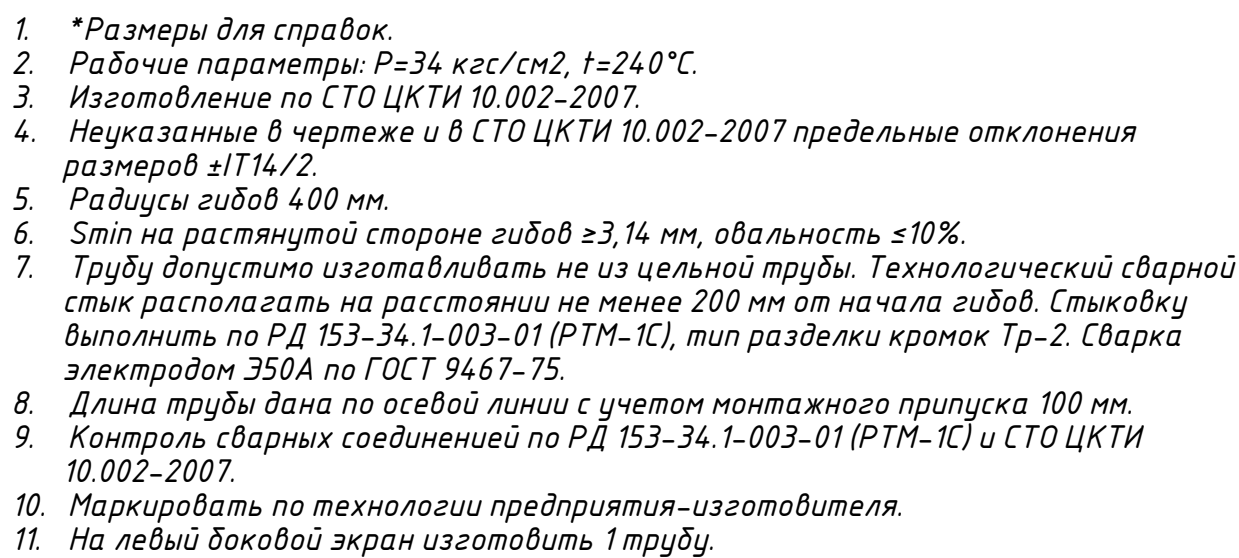 1. *Размеры для справок.
2. Рабочие параметры: P=34 кгс/см2, t=240°C.
3. Изготовление по СТО ЦКТИ 10.002-2007.
4. Неуказанные в чертеже и в СТО ЦКТИ 10.002-2007 предельные отклонения
размеров ±IT14/2.
5. Радиусы гибов 400 мм.
6. Smin на растянутой стороне гибов ≥3,14 мм, овальность ≤10%.
7. Трубу допустимо изготавливать не из цельной трубы. Технологический сварной
стык располагать на расстоянии не менее 200 мм от начала гибов. Стыковку
выполнить по РД 153-34.1-003-01 (РТМ-1С), тип разделки кромок Тр-2. Сварка
электродом Э50А по ГОСТ 9467-75.
8. Длина трубы дана по осевой линии с учетом монтажного припуска 100 мм.
9. Контроль сварных соединенией по РД 153-34.1-003-01 (РТМ-1С) и СТО ЦКТИ
10.002-2007.
10. Маркировать по технологии предприятия-изготовителя.
11. На левый боковой экран изготовить 1 трубу.